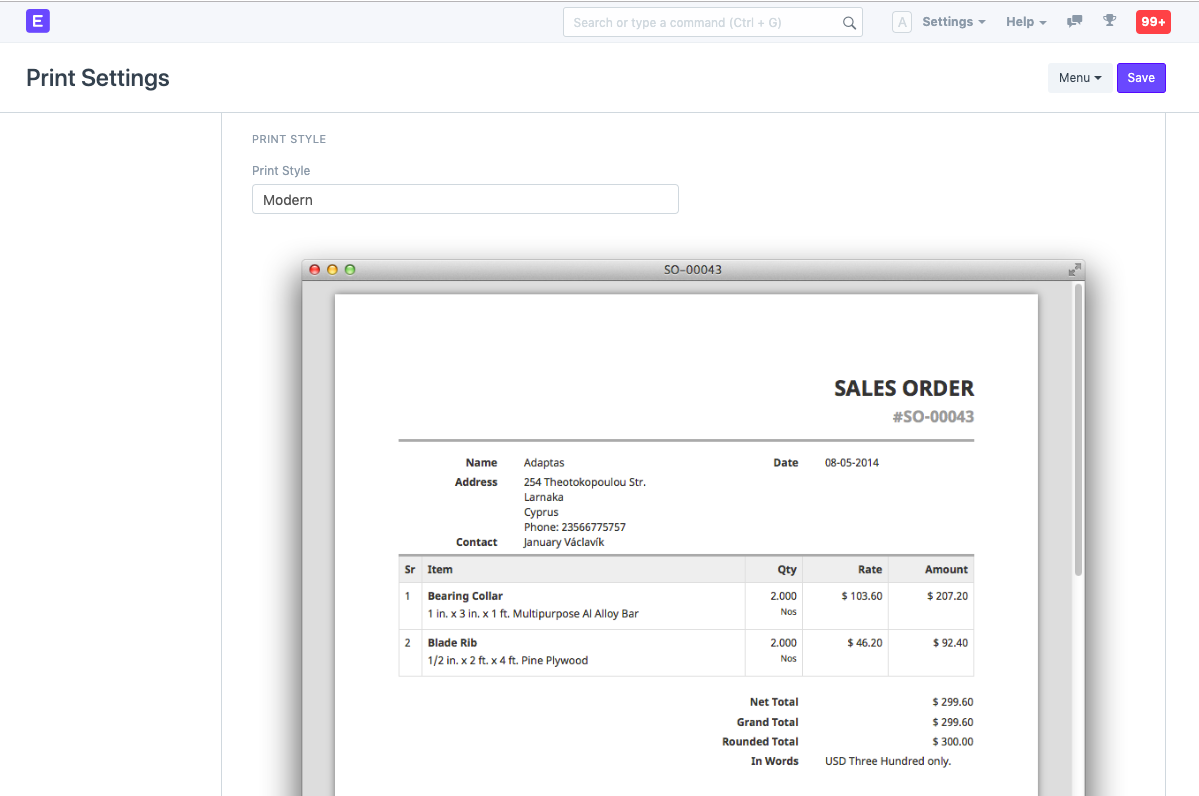 E
Search or type a command (Ctrl + G)
A Settings Help 99+
Print Settings
Menu Save
PRINT STYLE
Print Style
Modern
SO-00043
SALES ORDER
#SO-00043
Name Adaptas Date 08-05-2014
Address 254 Theotokopoulou Str.
Larnaka
Cyprus
Phone: 23566775757
Contact January Václavík
Sr Item Qty Rate Amount
1 Bearing Collar 2.000 $ 103.60 $ 207.20
1 in. x 3 in. x 1 ft. Multipurpose Al Alloy Bar Nos
2 Blade Rib 2.000 $ 46.20 $ 92.40
1/2 in. x 2 ft. x 4 ft. Pine Plywood Nos
Net Total $ 299.60
Grand Total $ 299.60
Rounded Total $ 300.00
In Words USD Three Hundred only.